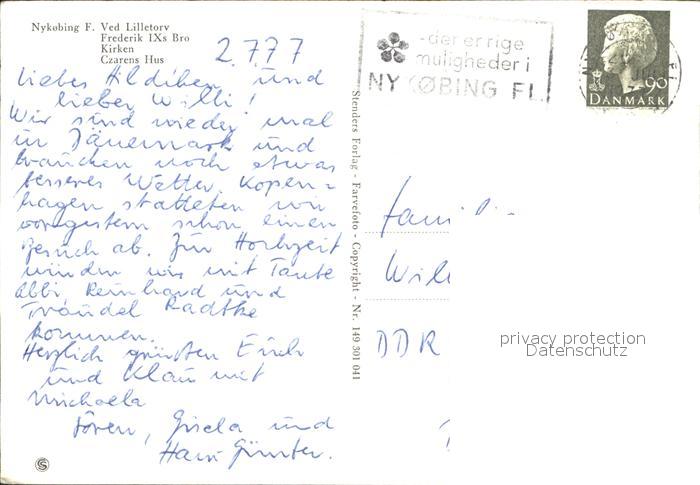 Nykøbing F. Ved Lilletorv
Frederik IXs Bro
Kirken
Czarens Hus
2.7.77
Liebes Hildchen und
lieber Willi!
Wir sind wieder mal
in Dänemark und
brauchen noch etwas
besseres Wetter. Kopen=
hagen statteten wir
vorgestern schon einen
Besuch ab. Zur Hochzeit
würden wir mit Tante
Abbi, Reinhard und
Traudel Radtke
kommen.
Herzlich grüßen Euch
und Klaus mit
Michaela
Sören, Gisela und
Hans Günter.
- der er rige
muligheder i
NYKØBING FL.
90
DANMARK
Stenders Forlag - Farvefoto - Copyright - Nr. 149 301 041
Fami
Will
DDR
privacy protection
Datenschutz